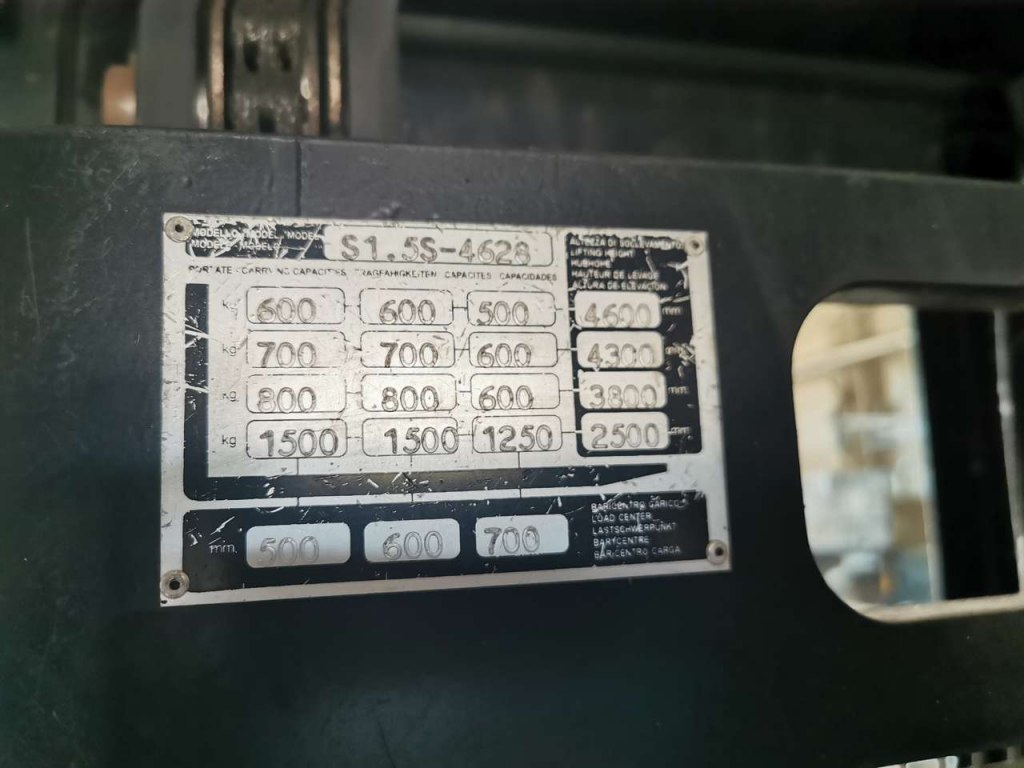 MODELLO MODEL MODEL S1.5S-4628
MODELE MODELO
PORTATE CARRYING CAPACITIES TRAGFAHIGKEITEN CAPACITES CAPACIDADES
ALTEZZA DI SOLLEVAMENTO
LIFTING HEIGHT
HUBHOHE
HAUTEUR DE LEVAGE
ALTURA DE ELEVACION
kg 600 600 500 4600 mm.
kg 700 700 600 4300 mm.
kg 800 800 600 3800 mm.
kg 1500 1500 1250 2500 mm.
mm. 500 600 700
BARICENTRO CARICO
LOAD CENTER
LASTSCHWERPUNKT
BARYCENTRE
BARICENTRO CARGA